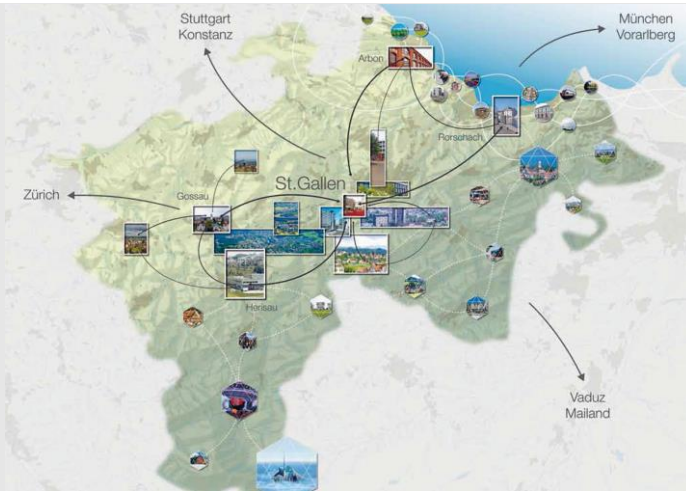 Stuttgart
Konstanz
München
Vorarlberg
Arbon
Rorschach
St.Gallen
Zürich
Gossau
Herisau
Vaduz
Mailand